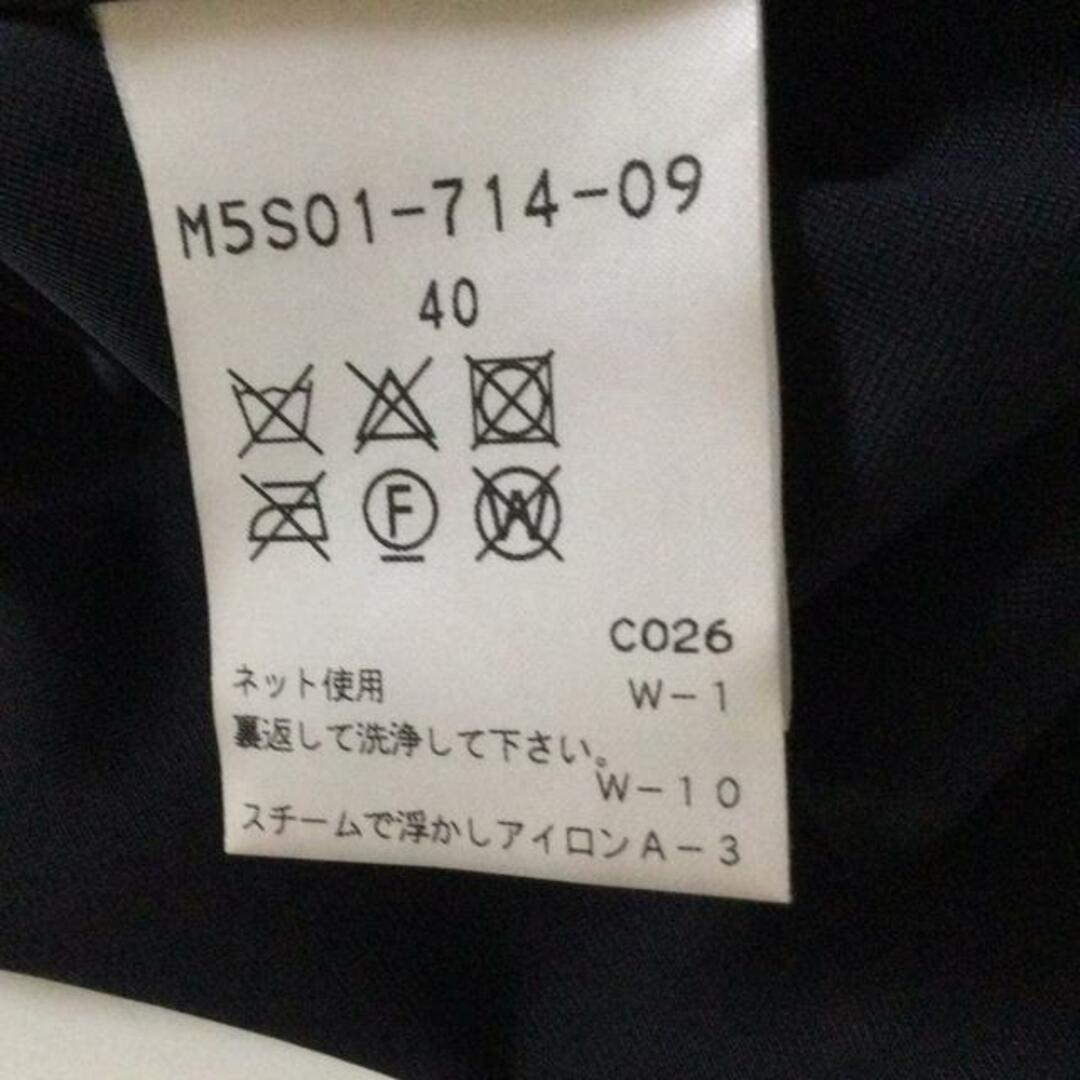 M5S01-714-09
40
F W
C026
ネット使用 W-1
裏返して洗浄して下さい。
W-10
スチームで浮かしアイロンA-3